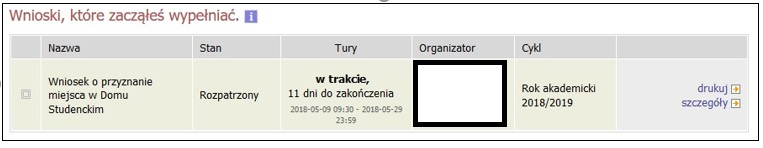 Wnioski, które zacząłeś wypełniać. i
Nazwa Stan Tury Organizator Cykl
Wniosek o przyznanie
miejsca w Domu
Studenckim
Rozpatrzony
w trakcie,
11 dni do zakończenia
2018-05-09 09:30 - 2018-05-29
23:59
Rok akademicki
2018/2019
drukuj
szczegóły